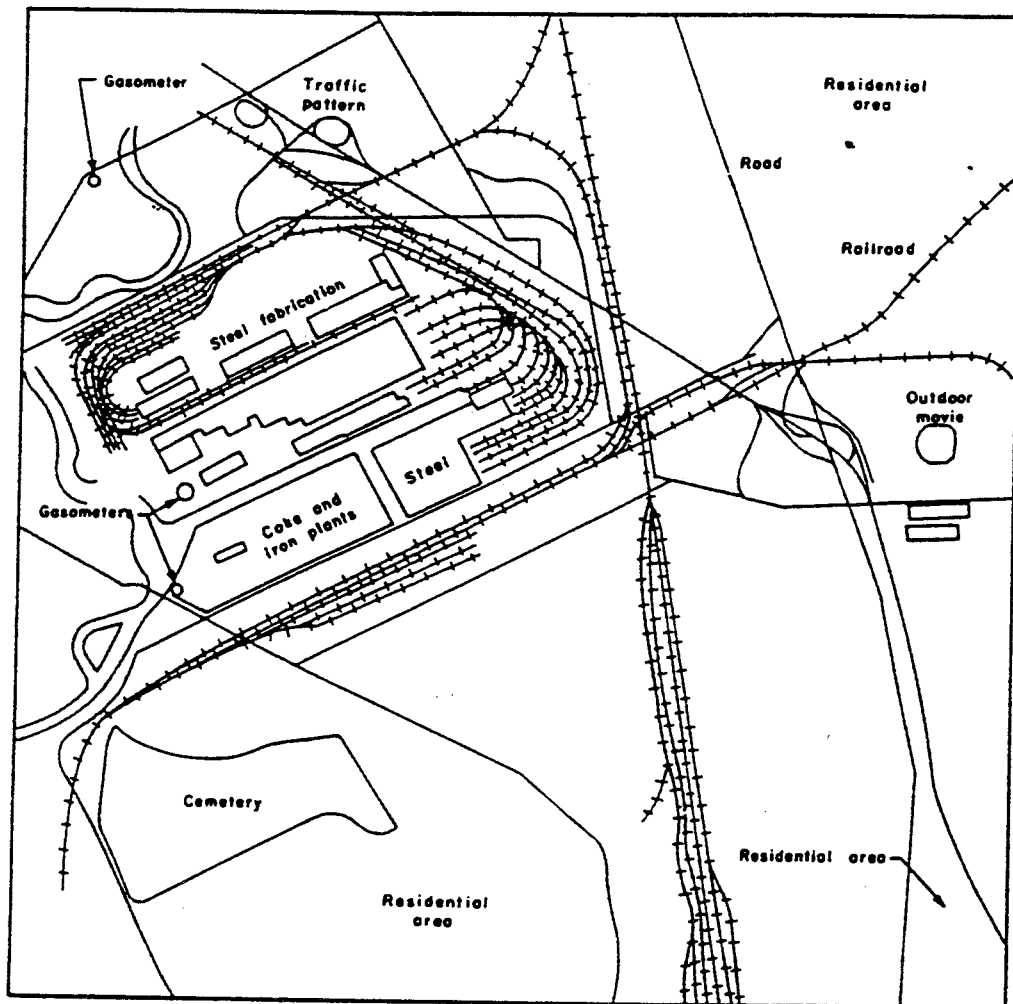 Gasometer
Traffic
pattern
Residential
area
Road
Railroad
Steel fabrication
Outdoor
movie
Steel
Gasometers
Coke and
iron plants
Cemetery
Residential area
Residential
area